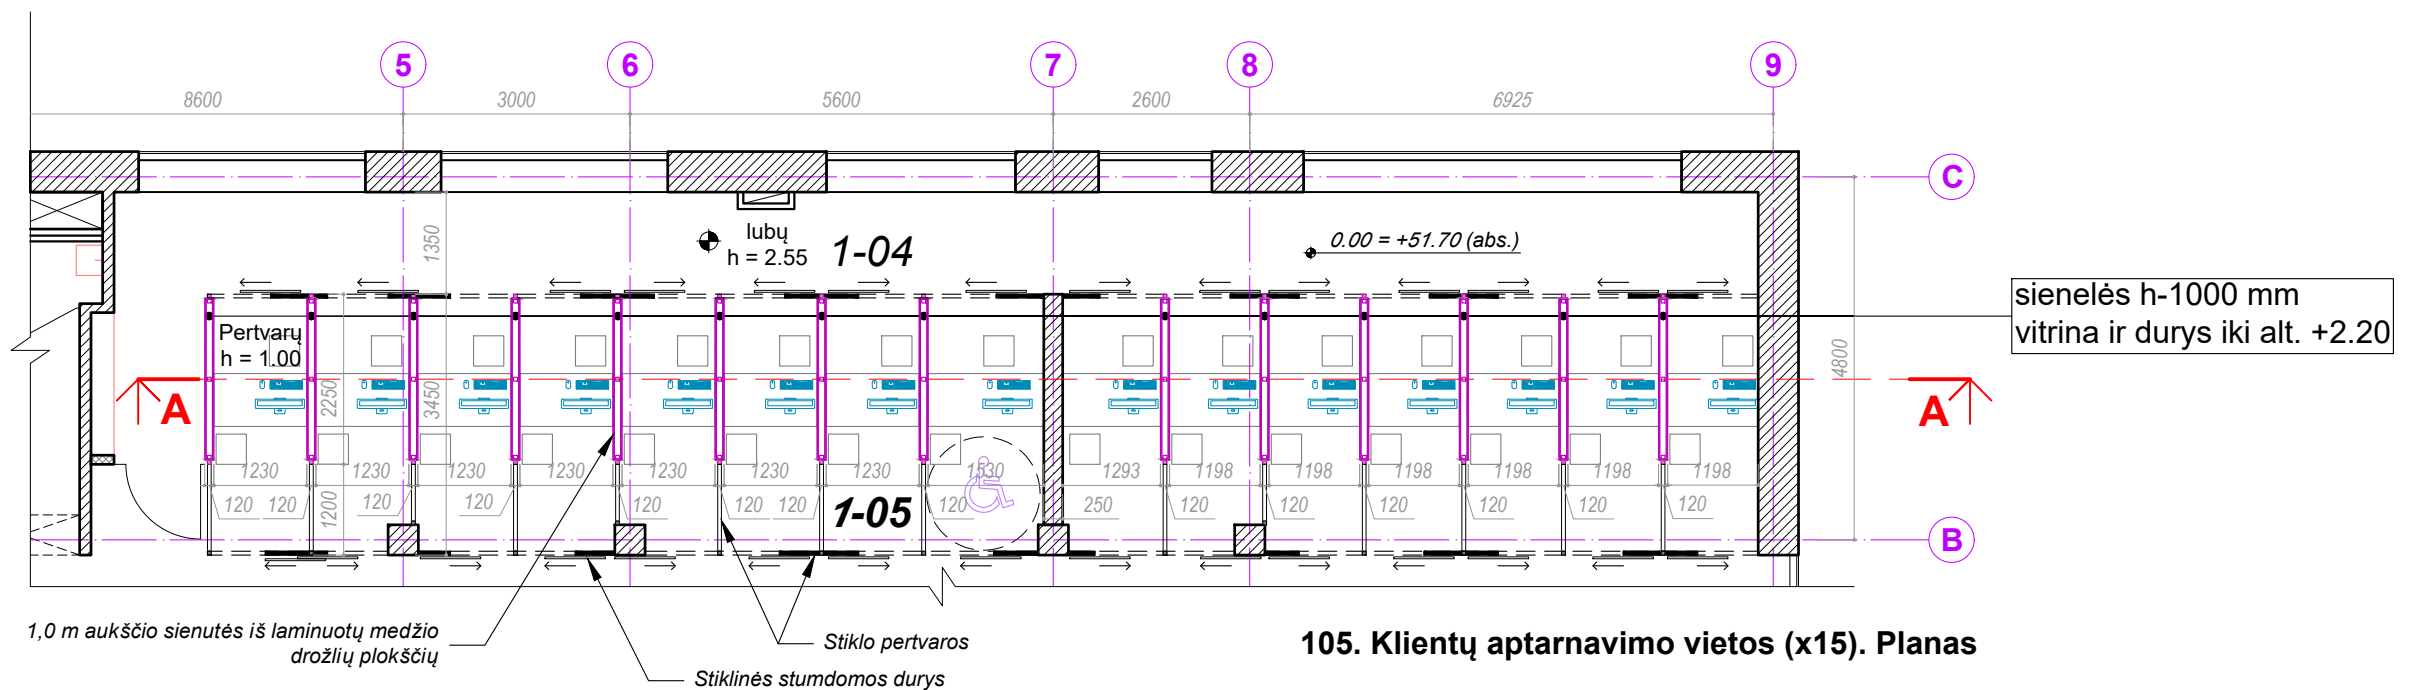 5 6 7 8 9
8600 3000 5600 2600 6925
C
1350
lubų
h = 2.55
1-04
0.00 = +51.70 (abs.)
sienelės h-1000 mm
vitrina ir durys iki alt. +2.20
Pertvarų
h = 1.00
2250 3450 4800
A A
1230 1230 1230 1230 1230 1230 1230 1530 1293 1198 1198 1198 1198 1198 1198
120 120 1200 120 120 120 120 120 1-05 120 250 120 120 120 120 120 120
B
1,0 m aukščio sienutės iš laminuotų medžio
drožlių plokščių
Stiklo pertvaros
Stiklinės stumdomos durys
105. Klientų aptarnavimo vietos (x15). Planas